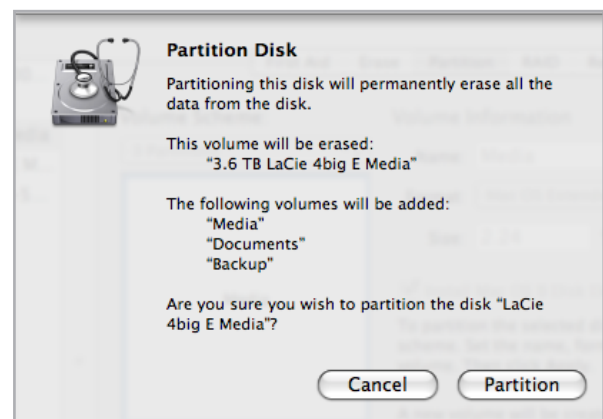 Partition Disk
Partitioning this disk will permanently erase all the
data from the disk.
This volume will be erased:
“3.6 TB LaCie 4big E Media”
The following volumes will be added:
“Media”
“Documents”
“Backup”
Are you sure you wish to partition the disk “LaCie
4big E Media”?
Cancel
Partition